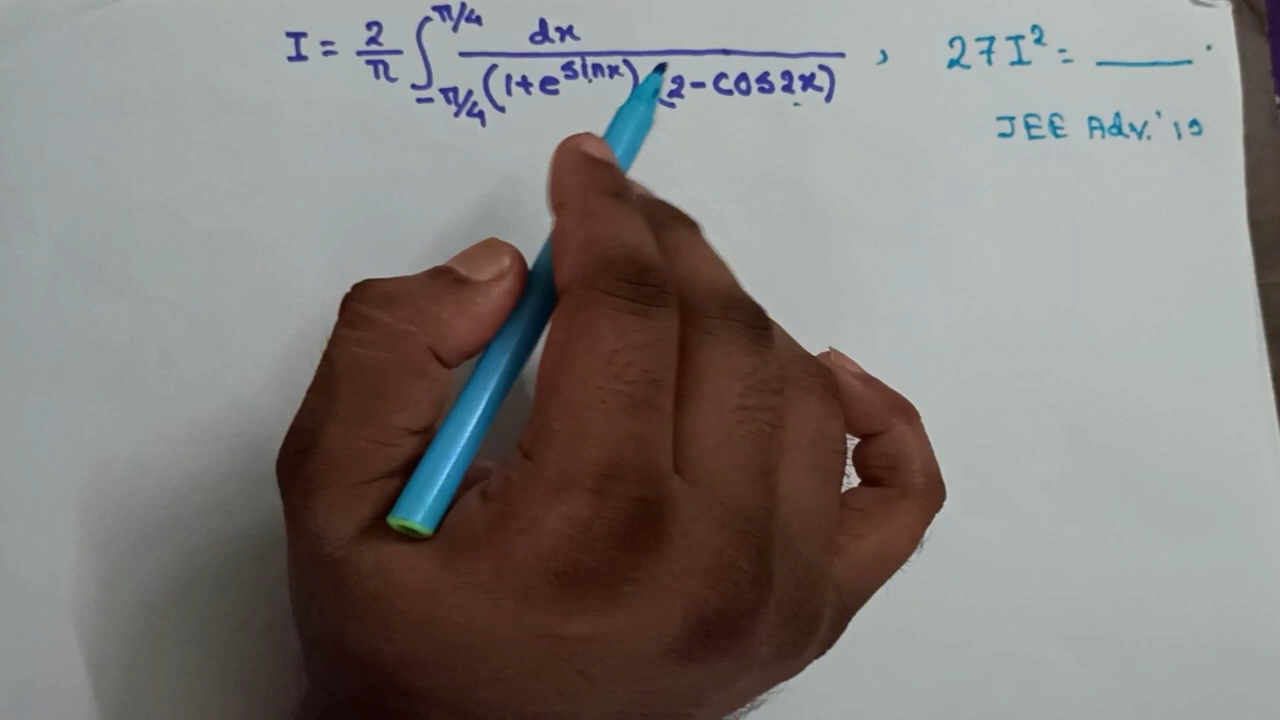 I = 2/π ∫_{-π/4}^{π/4} dx / (1+e^{sinx}) (2-cos2x) , 27I² = ____ .
JEE Adv.'19